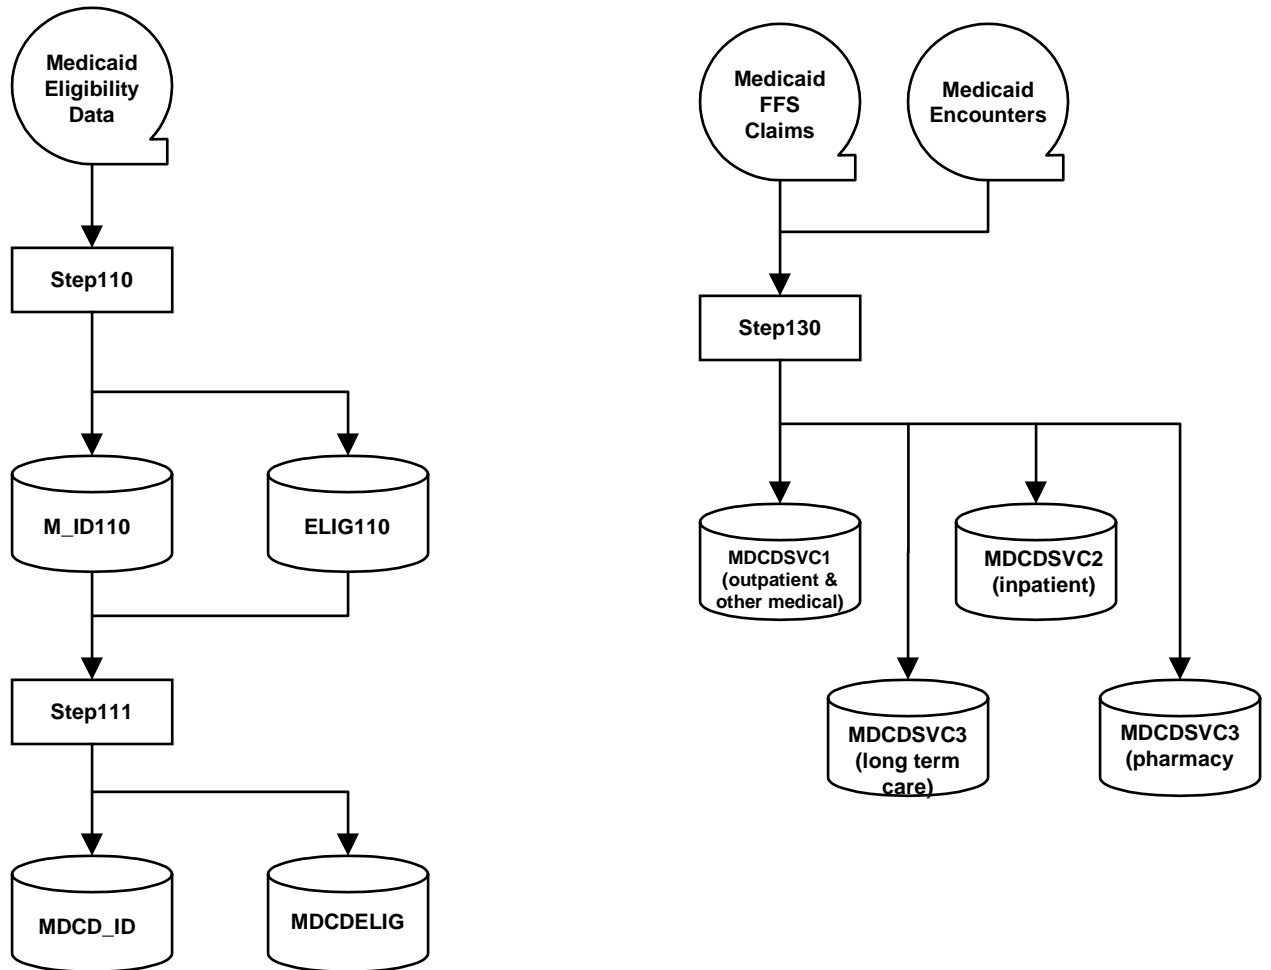 Medicaid
Eligibility
Data
Step110
M_ID110
ELIG110
Step111
MDCD_ID
MDCDELIG
Medicaid
FFS
Claims
Medicaid
Encounters
Step130
MDCDSVC1
(outpatient &
other medical)
MDCDSVC2
(inpatient)
MDCDSVC3
(long term
care)
MDCDSVC3
(pharmacy